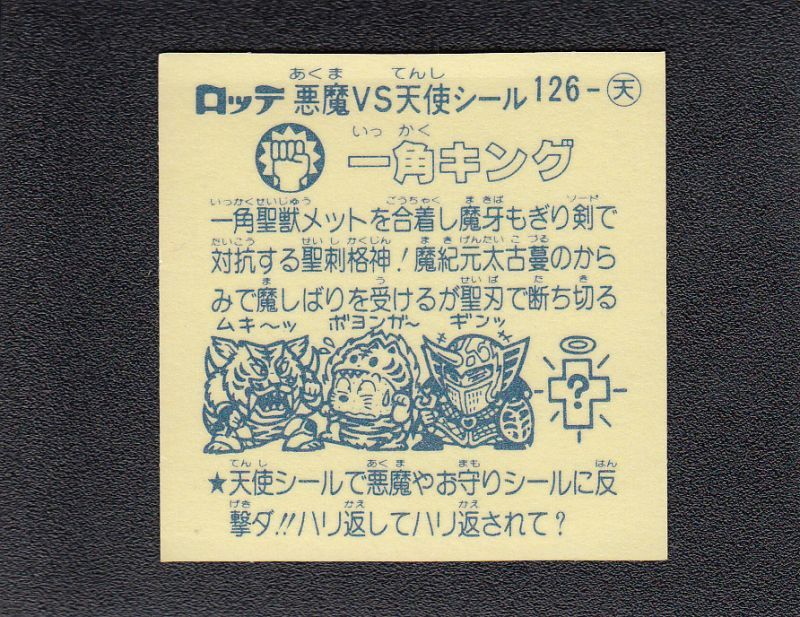 ロッテ 悪魔VS天使シール 126-天
あくま てんし
一角キング
いっ かく
いっかくせいじゅう ごうちゃく まきば ソード
一角聖獣メットを合着し魔牙もぎり剣で
たいこう せいしかくじん まきげんだいこづる
対抗する聖刺格神!魔紀元太古蔓のから
ま う せいば た き
みで魔しばりを受けるが聖刃で断ち切る
ムキ〜ッ ボヨンガ〜 ギンッ
?
てんし あくま まも はん
★天使シールで悪魔やお守りシールに反
げき かえ かえ
撃ダ!!ハリ返してハリ返されて?